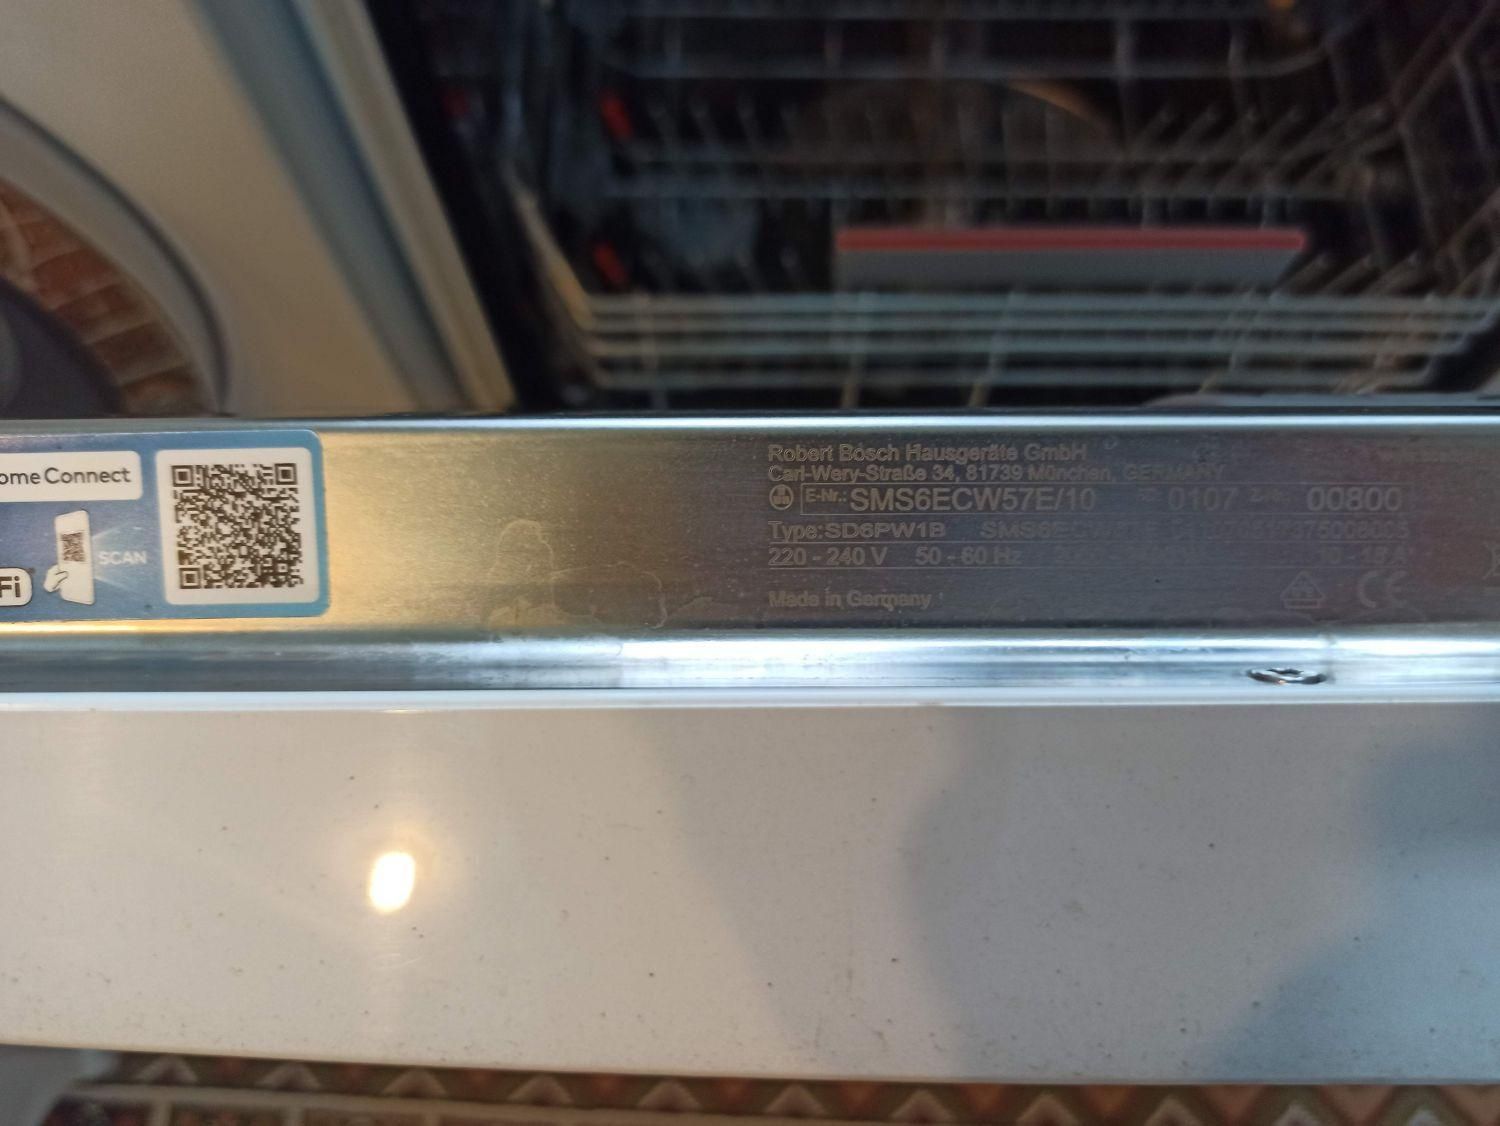 ome Connect
SCAN
Fi
Robert Bosch Hausgeräte GmbH
Carl-Wery-Straße 34, 81739 München, GERMANY
E-Nr.: SMS6ECW57E/10 0107 00800
Type: SD6PW1B
220 - 240 V 50 - 60 Hz
Made in Germany
CE